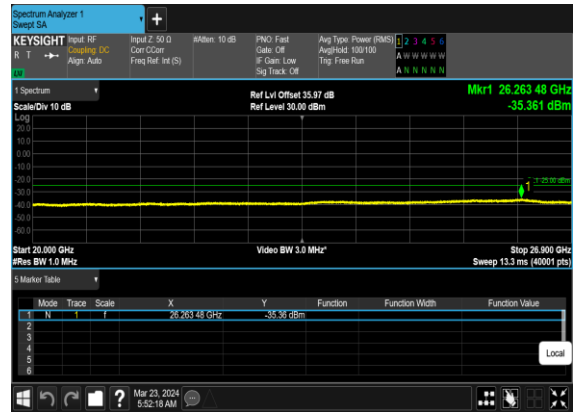 Spectrum Analyzer 1
Swept SA
+
KEYSIGHT Input: RF Input Z: 50 Ω #Atten: 10 dB PNO: Fast Avg Type: Power (RMS) 1 2 3 4 5 6
R T Coupling: DC Corr CCorr Gate: Off Avg|Hold: 100/100 A W W W W W
Align: Auto Freq Ref: Int (S) IF Gain: Low Trig: Free Run
Sig Track: Off A N N N N N
1 Spectrum Ref Lvl Offset 35.97 dB Mkr1 26.263 48 GHz
Scale/Div 10 dB Ref Level 30.00 dBm -35.361 dBm
Log
20.0
10.0
0.00
-10.0
-20.0
-30.0 1
-40.0
-50.0
-60.0
Start 20.000 GHz Video BW 3.0 MHz* Stop 26.900 GHz
#Res BW 1.0 MHz Sweep 13.3 ms (40001 pts)
5 Marker Table
Mode Trace Scale X Y Function Function Width Function Value
1 N 1 f 26.263 48 GHz -35.36 dBm
2
3
4
5
6
Local
? Mar 23, 2024
5:52:18 AM